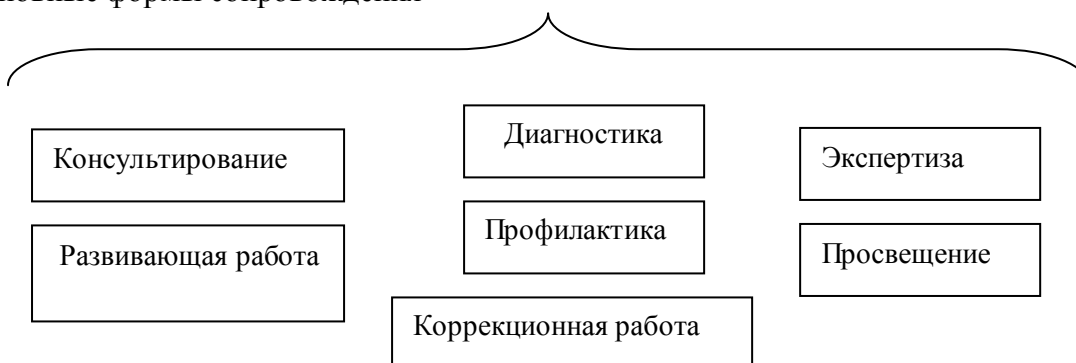 формы сопровождения
Консультирование
Диагностика
Экспертиза
Развивающая работа
Профилактика
Просвещение
Коррекционная работа